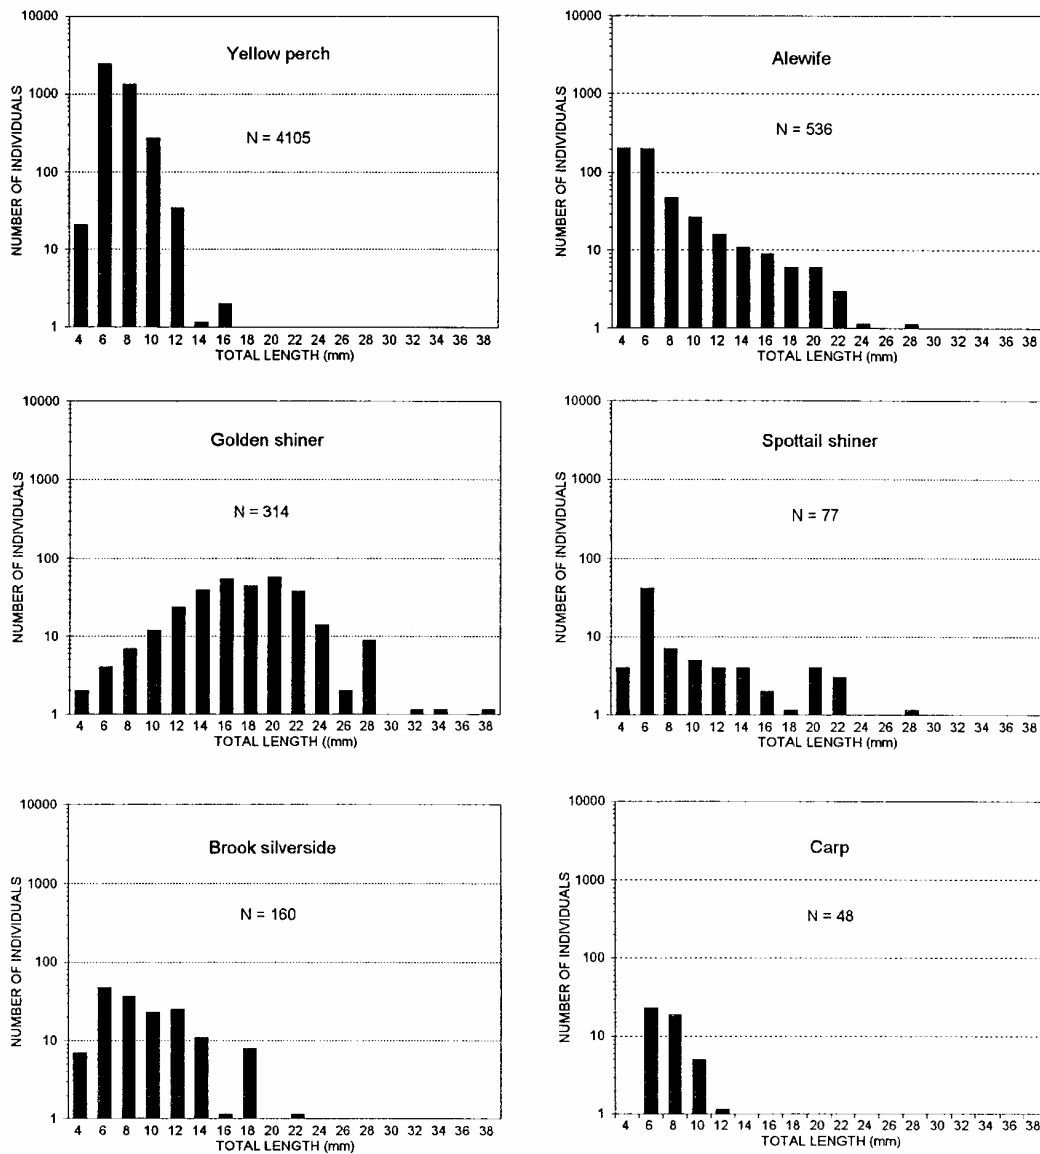 Yellow perch
N = 4105
NUMBER OF INDIVIDUALS
10000
1000
100
10
1
4 6 8 10 12 14 16 18 20 22 24 26 28 30 32 34 36 38
TOTAL LENGTH (mm)
Alewife
N = 536
NUMBER OF INDIVIDUALS
10000
1000
100
10
1
4 6 8 10 12 14 16 18 20 22 24 26 28 30 32 34 36 38
TOTAL LENGTH (mm)
Golden shiner
N = 314
NUMBER OF INDIVIDUALS
10000
1000
100
10
1
4 6 8 10 12 14 16 18 20 22 24 26 28 30 32 34 36 38
TOTAL LENGTH ((mm)
Spottail shiner
N = 77
NUMBER OF INDIVIDUALS
10000
1000
100
10
1
4 6 8 10 12 14 16 18 20 22 24 26 28 30 32 34 36 38
TOTAL LENGTH (mm)
Brook silverside
N = 160
NUMBER OF INDIVIDUALS
10000
1000
100
10
1
4 6 8 10 12 14 16 18 20 22 24 26 28 30 32 34 36 38
TOTAL LENGTH (mm)
Carp
N = 48
NUMBER OF INDIVIDUALS
10000
1000
100
10
1
4 6 8 10 12 14 16 18 20 22 24 26 28 30 32 34 36 38
TOTAL LENGTH (mm)